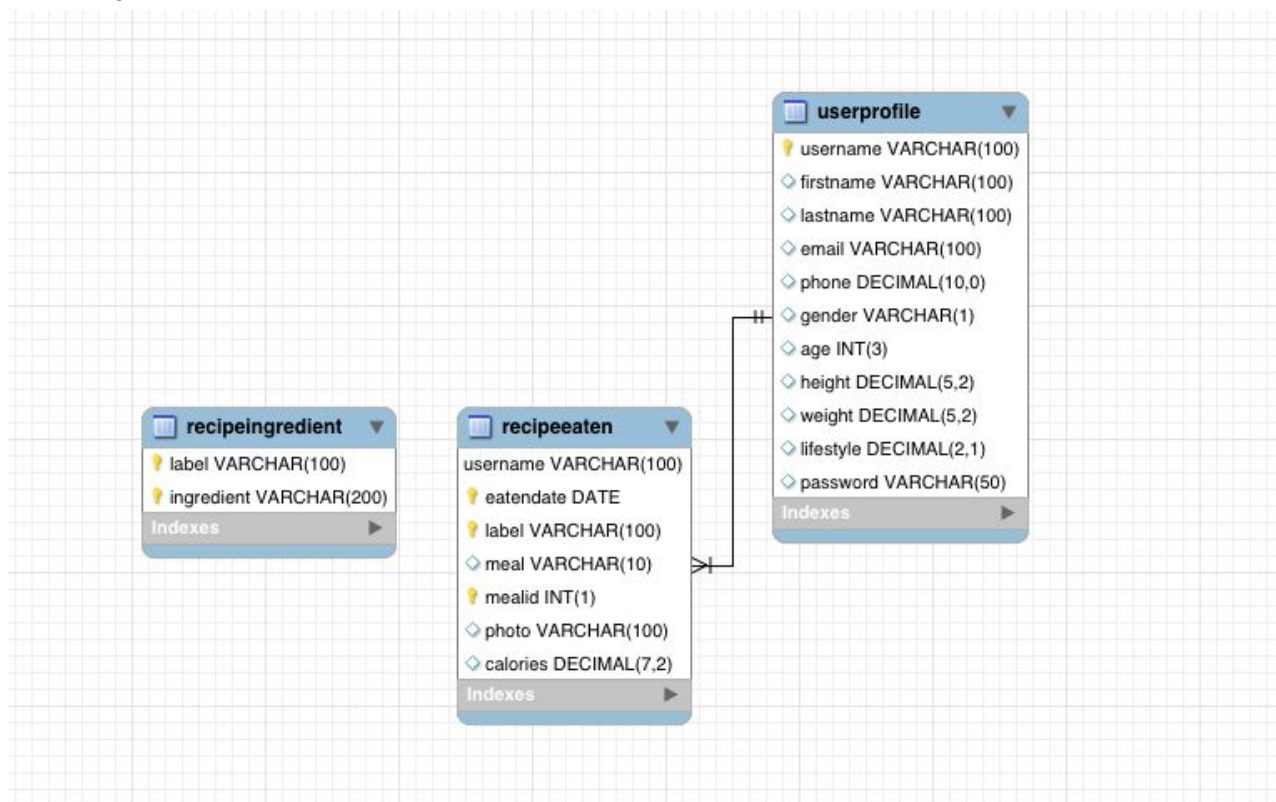 userprofile
username VARCHAR(100)
firstname VARCHAR(100)
lastname VARCHAR(100)
email VARCHAR(100)
phone DECIMAL(10,0)
gender VARCHAR(1)
age INT(3)
height DECIMAL(5,2)
weight DECIMAL(5,2)
lifestyle DECIMAL(2,1)
password VARCHAR(50)
Indexes
recipeingredient
label VARCHAR(100)
ingredient VARCHAR(200)
Indexes
recipeeaten
username VARCHAR(100)
eatendate DATE
label VARCHAR(100)
meal VARCHAR(10)
mealid INT(1)
photo VARCHAR(100)
calories DECIMAL(7,2)
Indexes